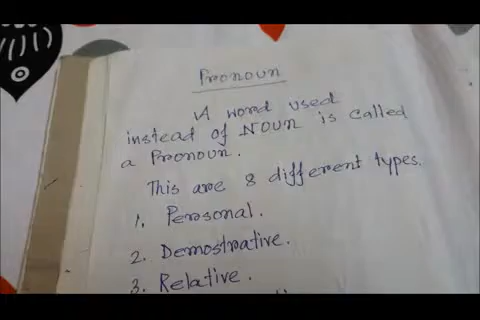 Pronoun
A word used
instead of Noun is called
a Pronoun.
This are 8 different types.
1. Personal.
2. Demostrative.
3. Relative.